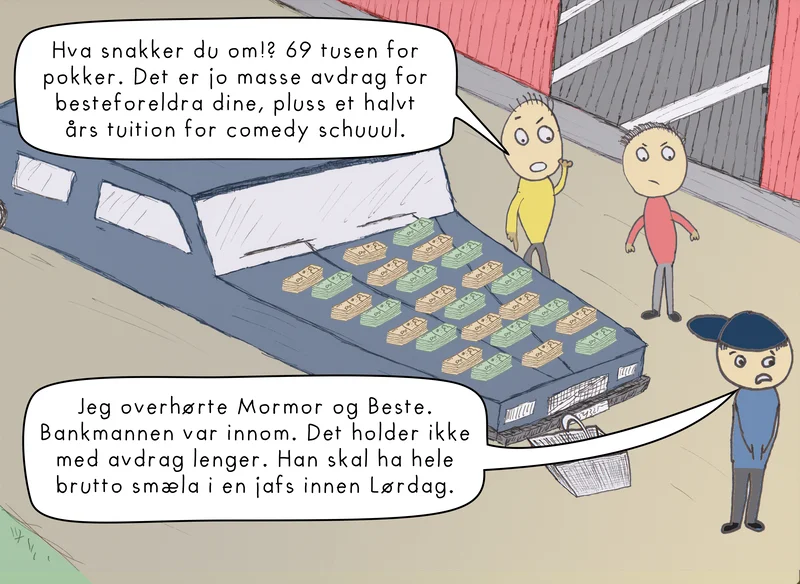 Hva snakker du om!? 69 tusen for
pokker. Det er jo masse avdrag for
besteforeldra dine, pluss et halvt
års tuition for comedy schuuul.
Jeg overhørte Mormor og Beste.
Bankmannen var innom. Det holder ikke
med avdrag lenger. Han skal ha hele
brutto smæla i en jafs innen Lørdag.